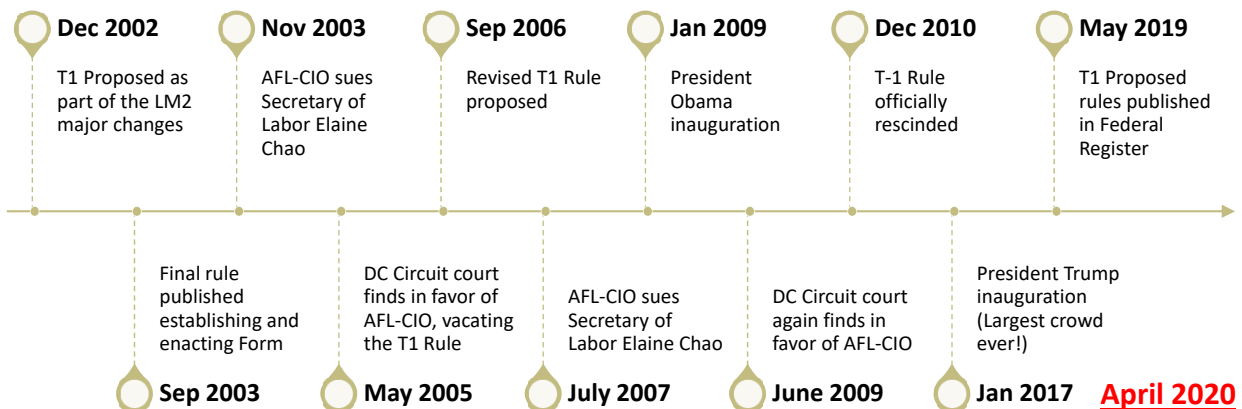 Dec 2002
T1 Proposed as
part of the LM2
major changes
Nov 2003
AFL-CIO sues
Secretary of
Labor Elaine
Chao
Sep 2006
Revised T1 Rule
proposed
Jan 2009
President
Obama
inauguration
Dec 2010
T-1 Rule
officially
rescinded
May 2019
T1 Proposed
rules published
in Federal
Register
Final rule
published
establishing and
enacting Form
Sep 2003
DC Circuit court
finds in favor of
AFL-CIO, vacating
the T1 Rule
May 2005
AFL-CIO sues
Secretary of
Labor Elaine Chao
July 2007
DC Circuit court
again finds in
favor of AFL-CIO
June 2009
President Trump
inauguration
(Largest crowd
ever!)
Jan 2017
April 2020